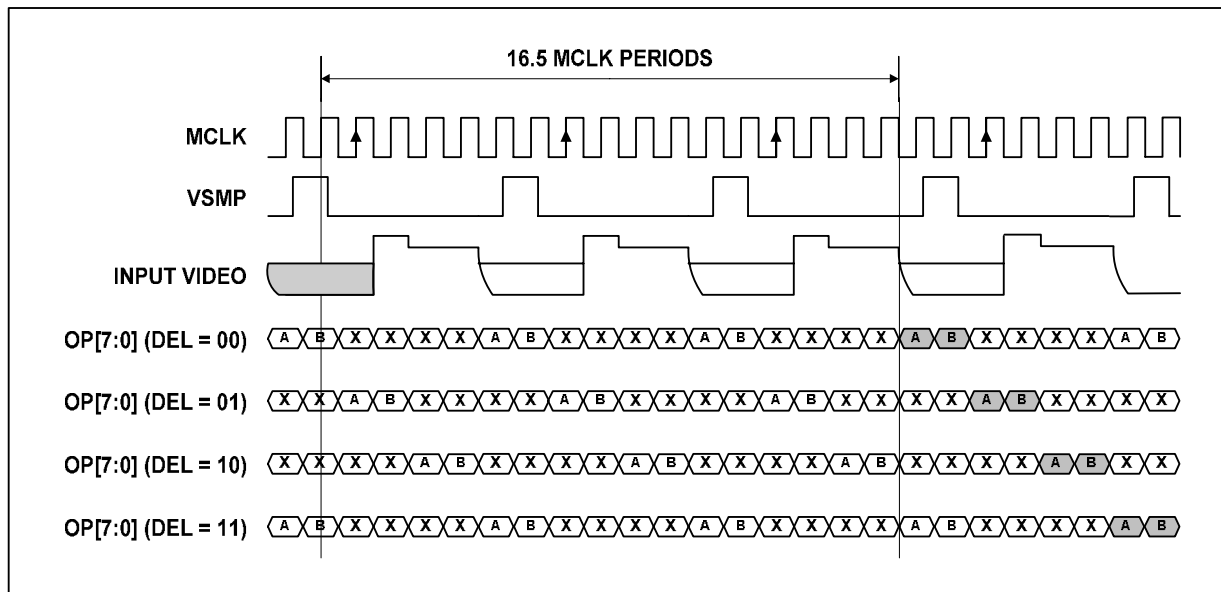 16.5 MCLK PERIODS
MCLK
VSMP
INPUT VIDEO
OP[7:0] (DEL = 00) A B X X X X A B X X X X A B X X X X A B X X X X A B
OP[7:0] (DEL = 01) X X A B X X X X A B X X X X A B X X X X A B X X X X
OP[7:0] (DEL = 10) X X X X A B X X X X A B X X X X A B X X X X A B X X
OP[7:0] (DEL = 11) A B X X X X A B X X X X A B X X X X A B X X X X A B